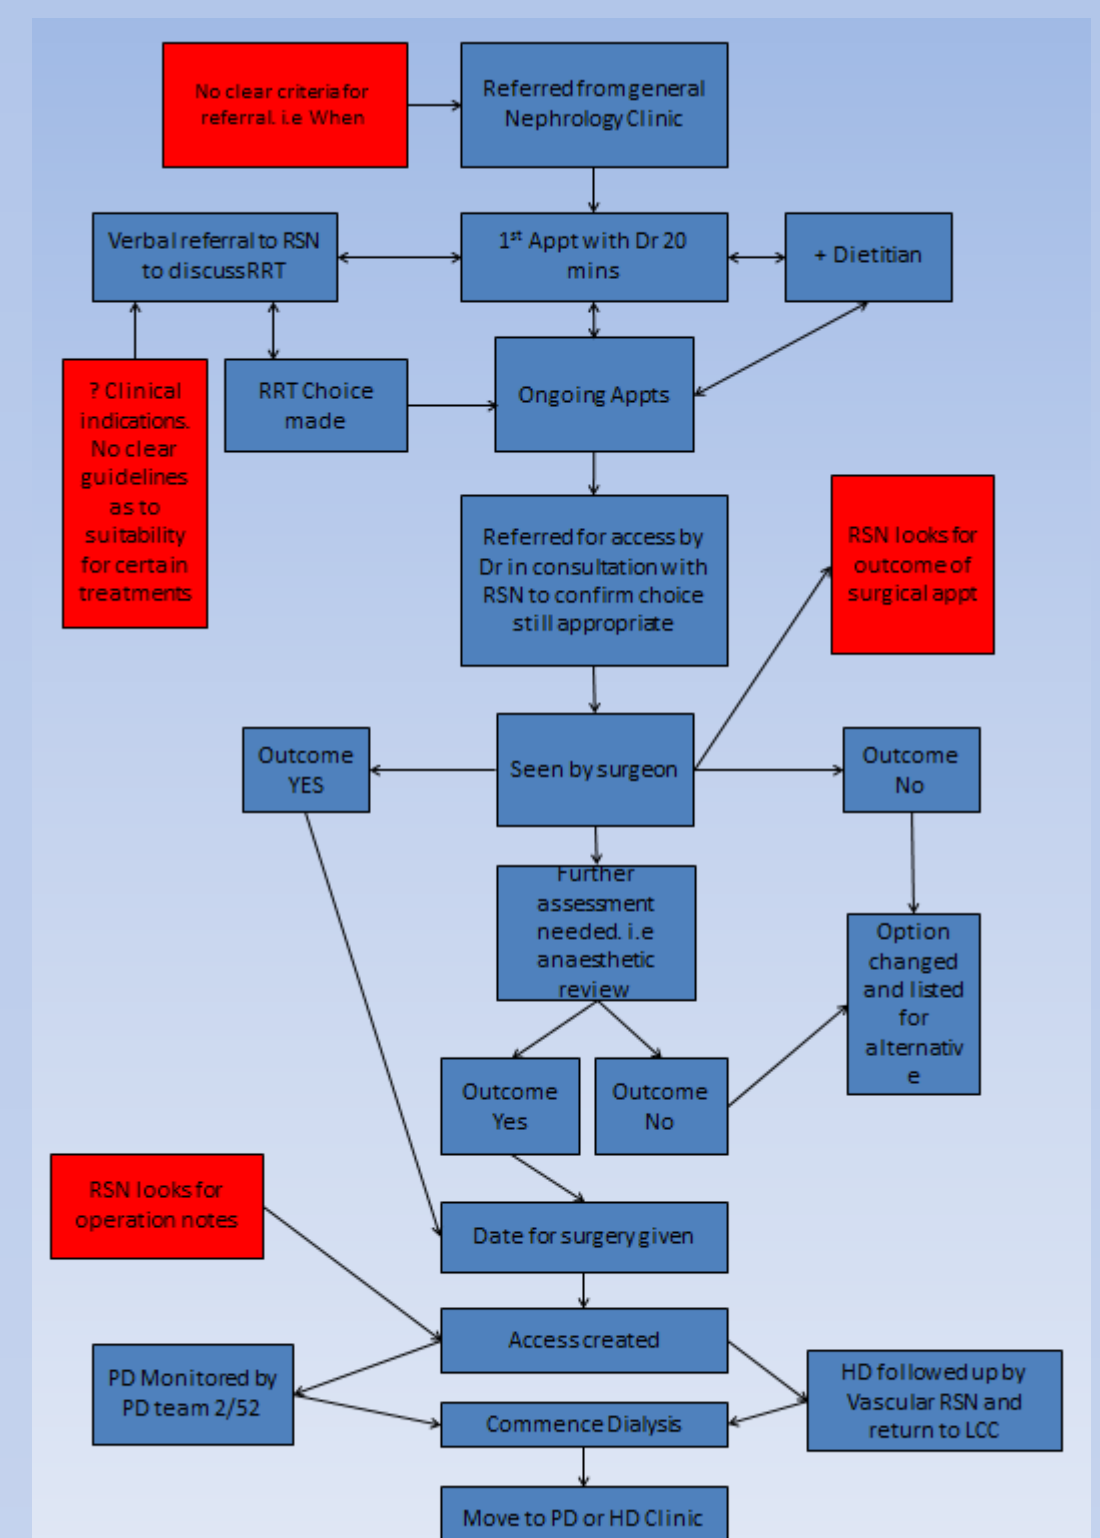 No clear criteria for
referral. i.e When
Referred from general
Nephrology Clinic
Verbal referral to RSN
to discuss RRT
1st Appt with Dr 20
mins
+ Dietitian
? Clinical
indications.
No clear
guidelines
as to
suitability
for certain
treatments
RRT Choice
made
Ongoing Appts
Referred for access by
Dr in consultation with
RSN to confirm choice
still appropriate
RSN looks for
outcome of
surgical appt
Outcome
YES
Seen by surgeon
Outcome
No
Further
assessment
needed. i.e
anaesthetic
review
Option
changed
and listed
for
alternativ
e
Outcome
Yes
Outcome
No
RSN looks for
operation notes
Date for surgery given
Access created
PD Monitored by
PD team 2/52
HD followed up by
Vascular RSN and
return to LCC
Commence Dialysis
Move to PD or HD Clinic